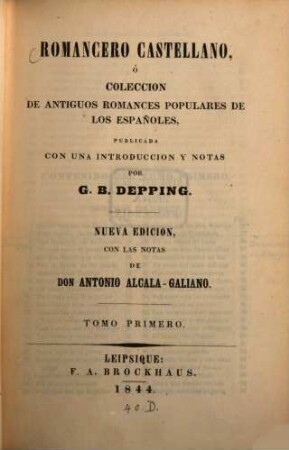 ROMANCERO CASTELLANO,
Ó
COLECCION
DE ANTIGUOS ROMANCES POPULARES DE
LOS ESPAÑOLES,
PUBLICADA
CON UNA INTRODUCCION Y NOTAS
POR
G. B. DEPPING.
NUEVA EDICION,
CON LAS NOTAS
DE
DON ANTONIO ALCALA-GALIANO.
TOMO PRIMERO.
LEIPSIQUE:
F. A. BROCKHAUS.
1844.
40 D.